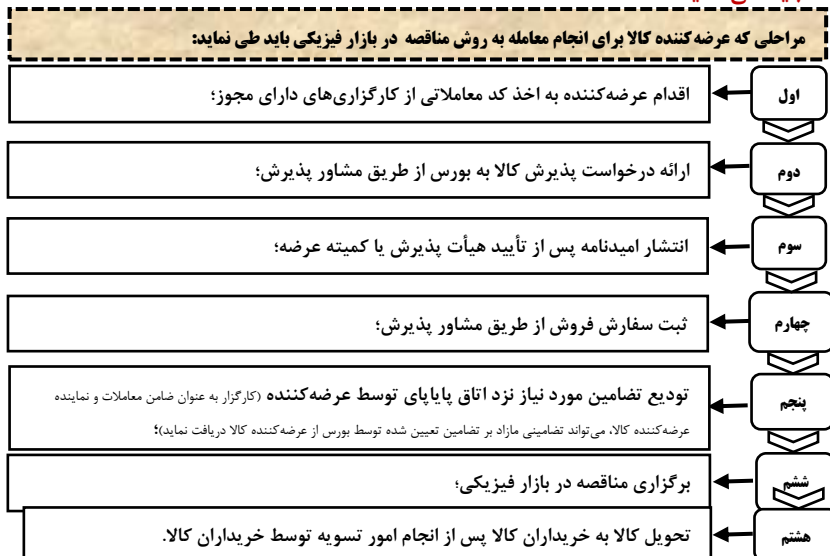 مراحلی که عرضه‌کننده کالا برای انجام معامله به روش مناقصه در بازار فیزیکی باید طی نماید:
اول
اقدام عرضه‌کننده به اخذ کد معاملاتی از کارگزاری‌های دارای مجوز؛
دوم
ارائه درخواست پذیرش کالا به بورس از طریق مشاور پذیرش؛
سوم
انتشار امیدنامه پس از تأیید هیأت پذیرش یا کمیته عرضه؛
چهارم
ثبت سفارش فروش از طریق مشاور پذیرش؛
پنجم
تودیع تضامین مورد نیاز نزد اتاق پایاپای توسط عرضه‌کننده (کارگزار به عنوان ضامن معاملات و نماینده
عرضه‌کننده کالا، می‌تواند تضامینی مازاد بر تضامین تعیین شده توسط بورس از عرضه‌کننده کالا دریافت نماید)؛
ششم
برگزاری مناقصه در بازار فیزیکی؛
هشتم
تحویل کالا به خریداران کالا پس از انجام امور تسویه توسط خریداران کالا.